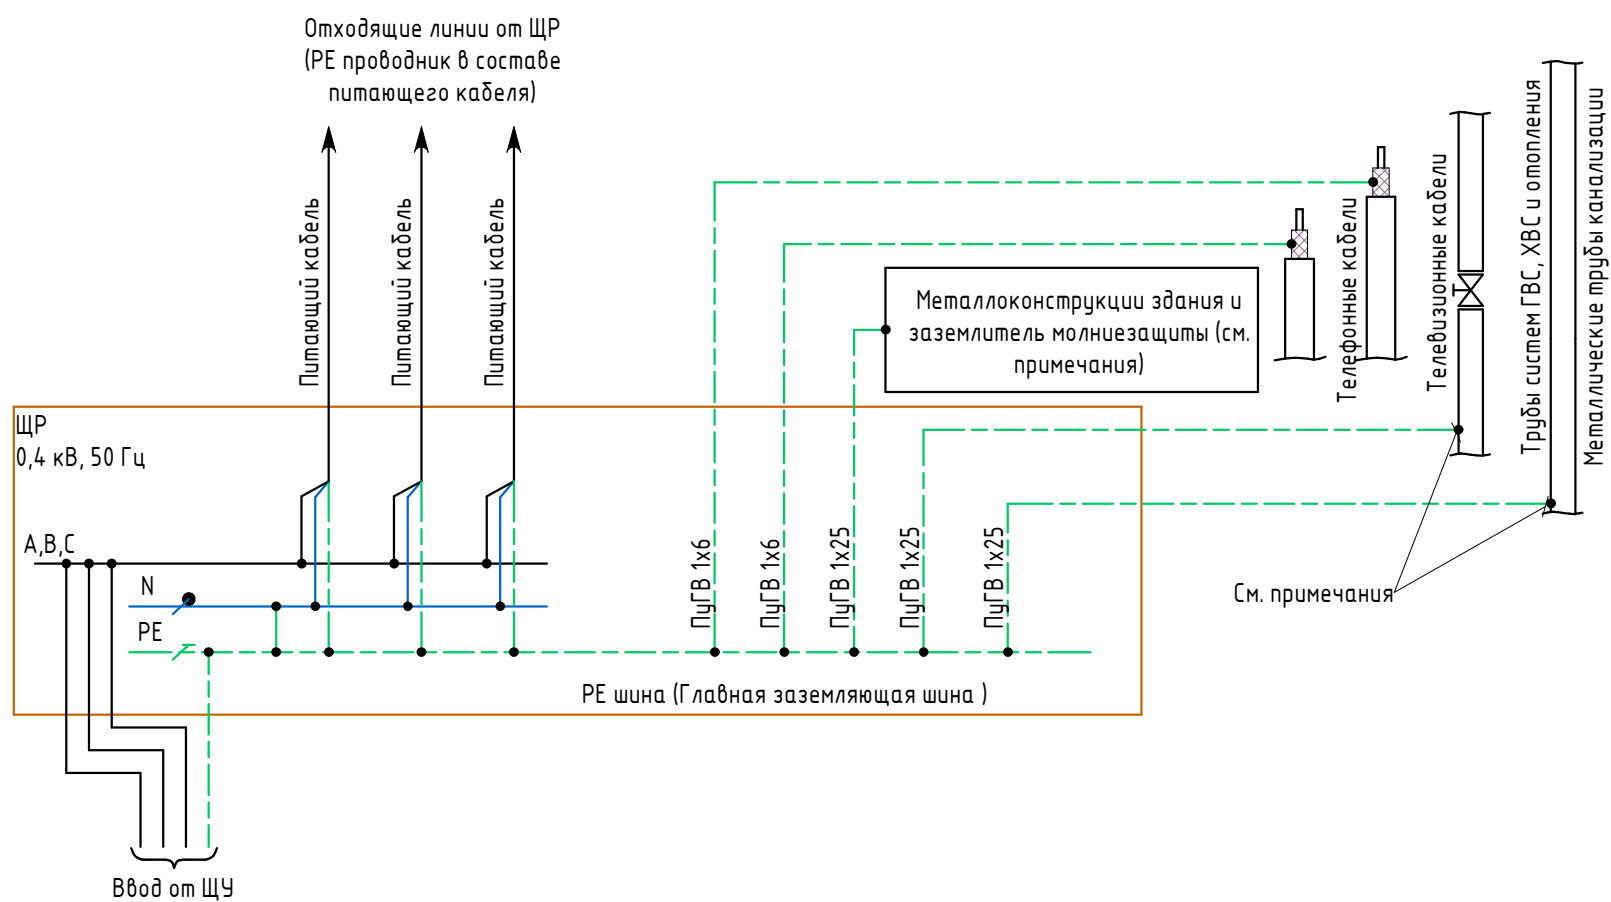 Отходящие линии от ЩР
(РЕ проводник в составе
питающего кабеля)
Питающий кабель
Питающий кабель
Питающий кабель
Металлоконструкции здания и
заземлитель молниезащиты (см.
примечания)
Телефонные кабели
Телевизионные кабели
Трубы систем ГВС, ХВС и отопления
Металлические трубы канализации
ЩР
0,4 кВ, 50 Гц
А,В,С
N
РЕ
ПуГВ 1х6
ПуГВ 1х6
ПуГВ 1х25
ПуГВ 1х25
ПуГВ 1х25
См. примечания
РЕ шина (Главная заземляющая шина )
Ввод от ЩУ